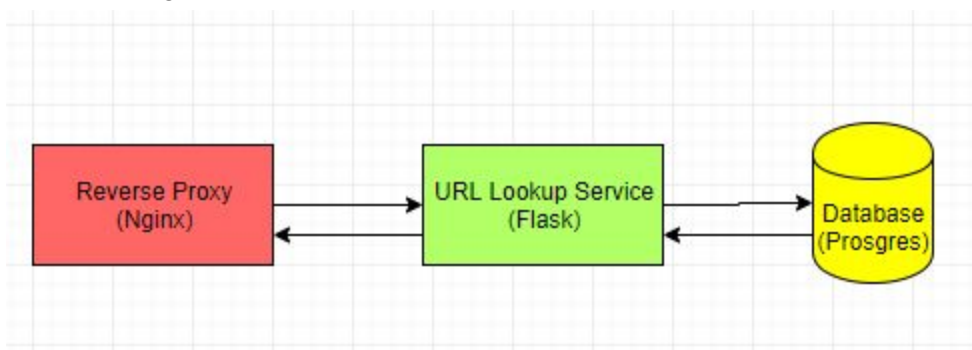 Reverse Proxy
(Nginx)
URL Lookup Service
(Flask)
Database
(Prosgres)